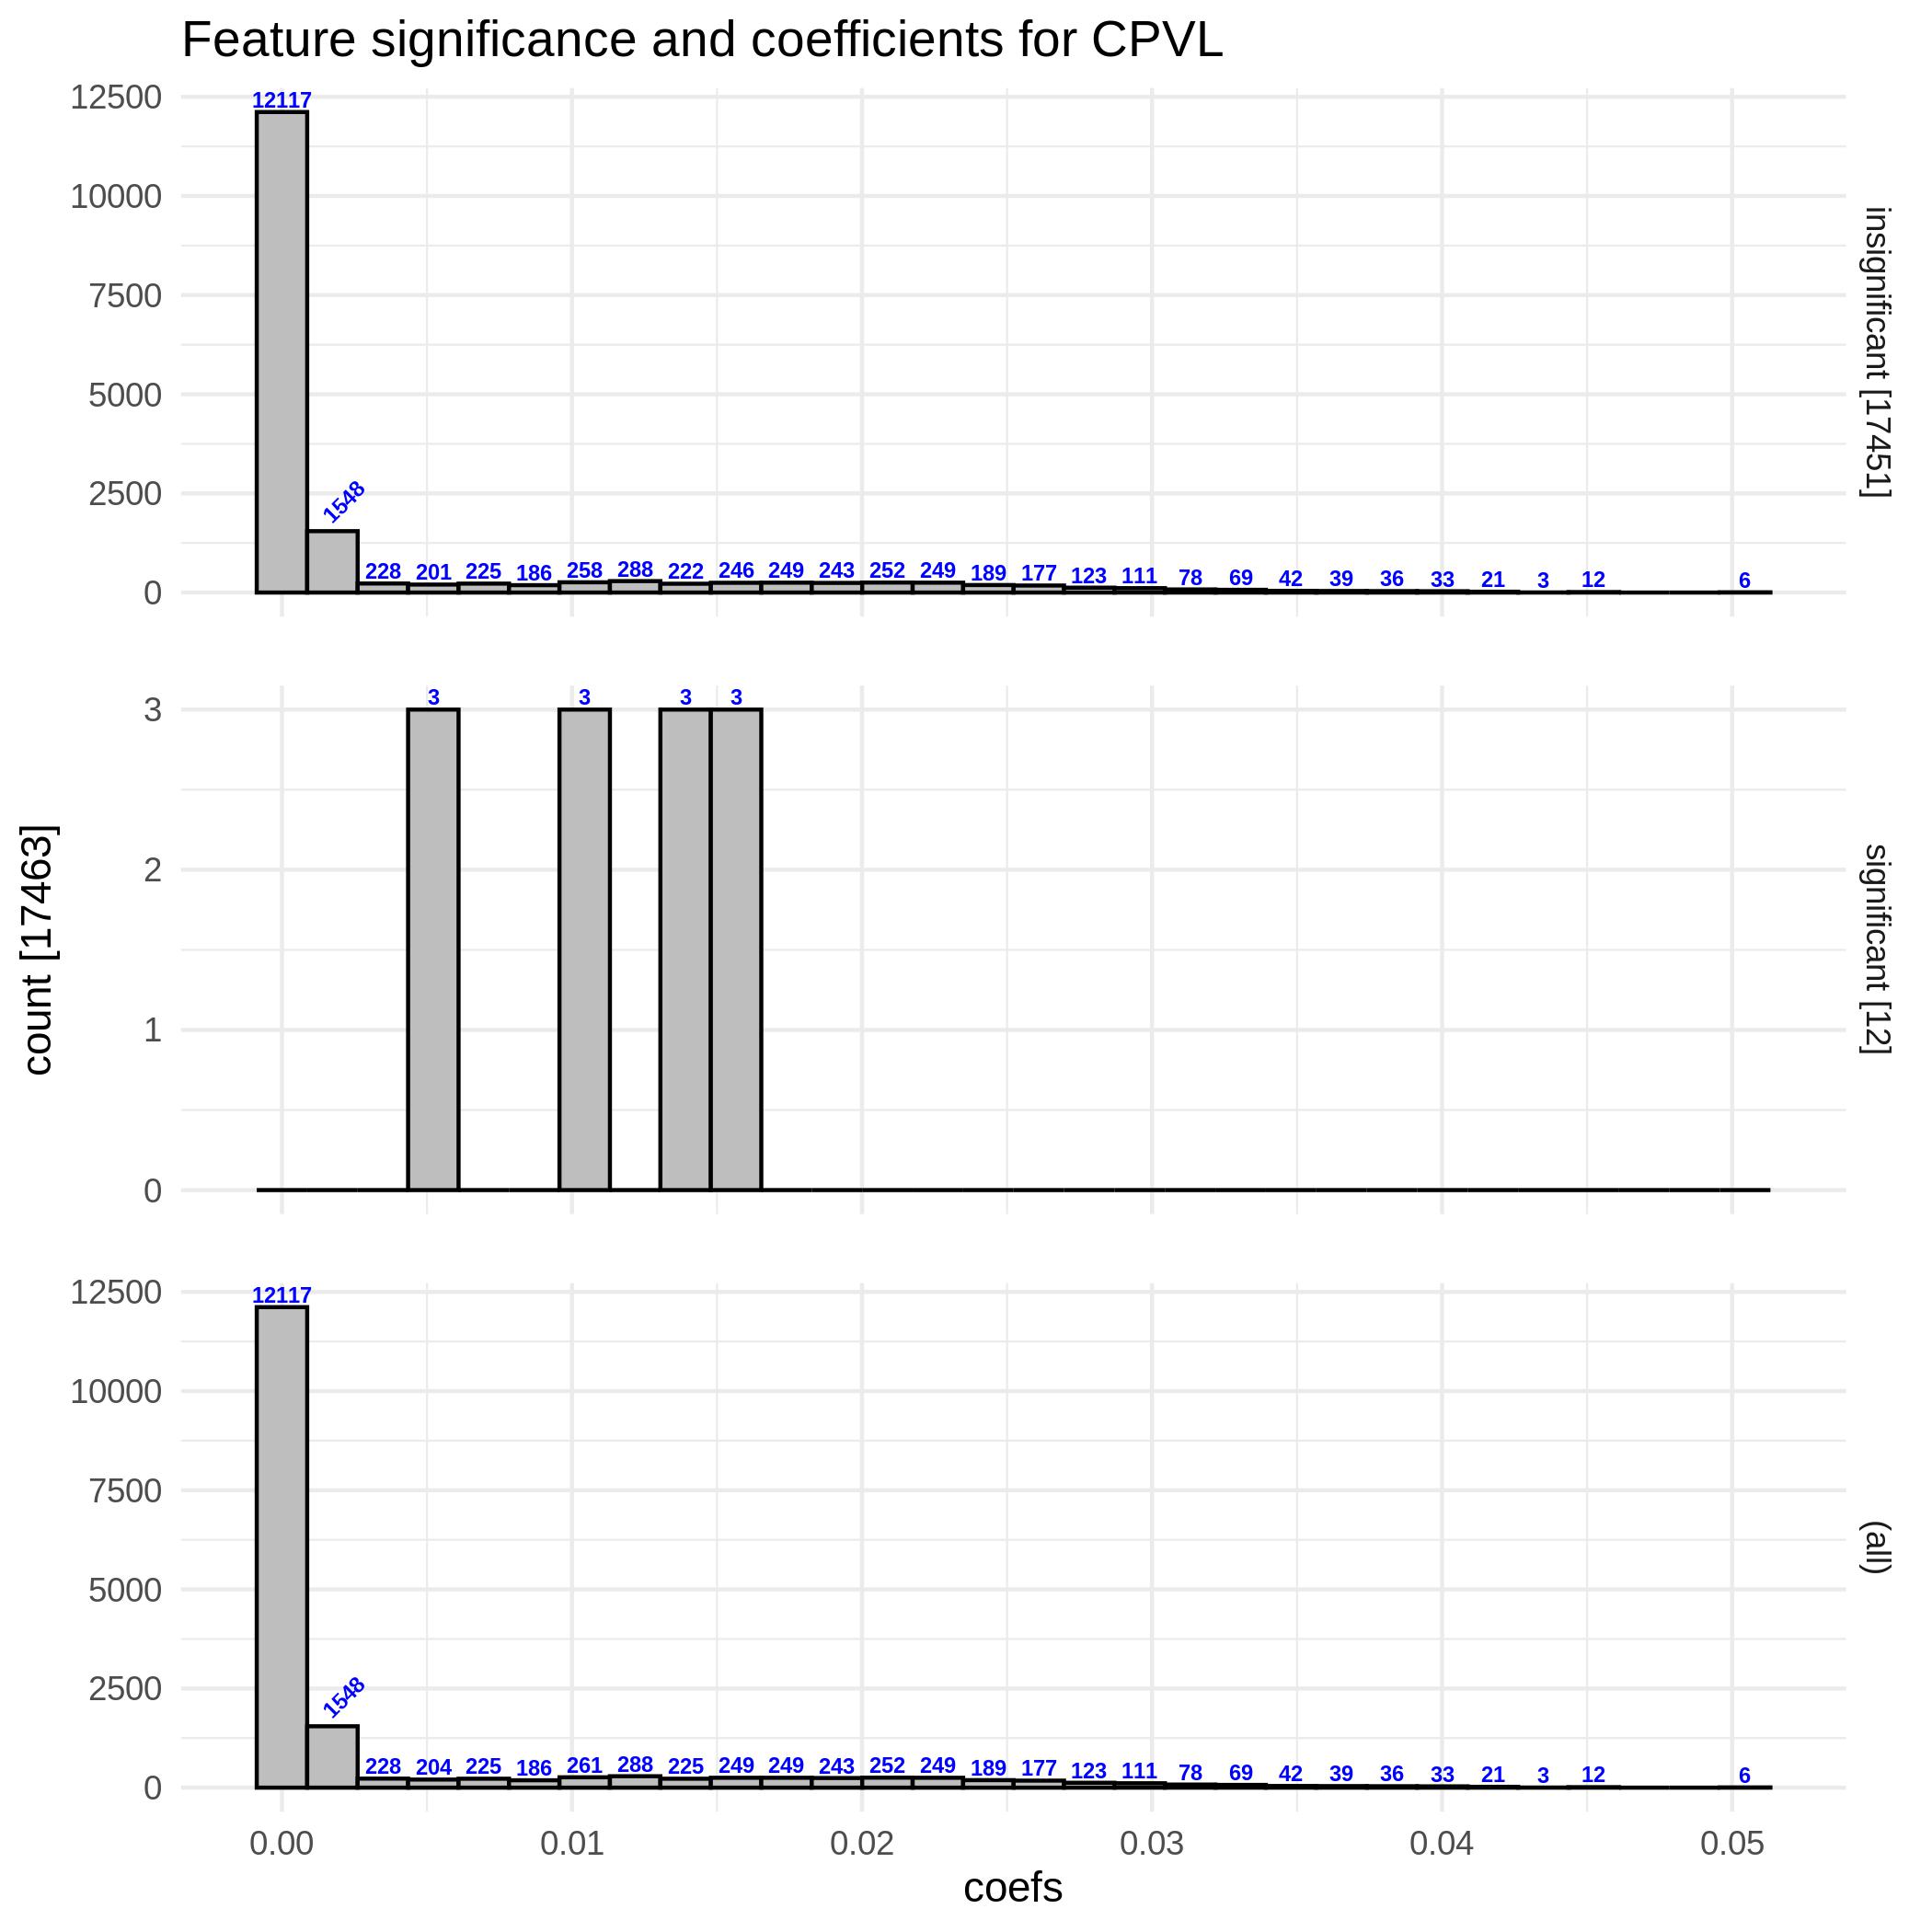 Feature significance and coefficients for CPVL
12500
10000
7500
5000
2500
0
12117
1548
228 201 225 186 258 288 222 246 249 243 252 249 189 177 123 111 78 69 42 39 36 33 21 3 12 6
insignificant [17451]
count [17463]
3
2
1
0
3 3 3 3
significant [12]
12500
10000
7500
5000
2500
0
12117
1548
228 204 225 186 261 288 225 249 249 243 252 249 189 177 123 111 78 69 42 39 36 33 21 3 12 6
(all)
0.00 0.01 0.02 0.03 0.04 0.05
coefs